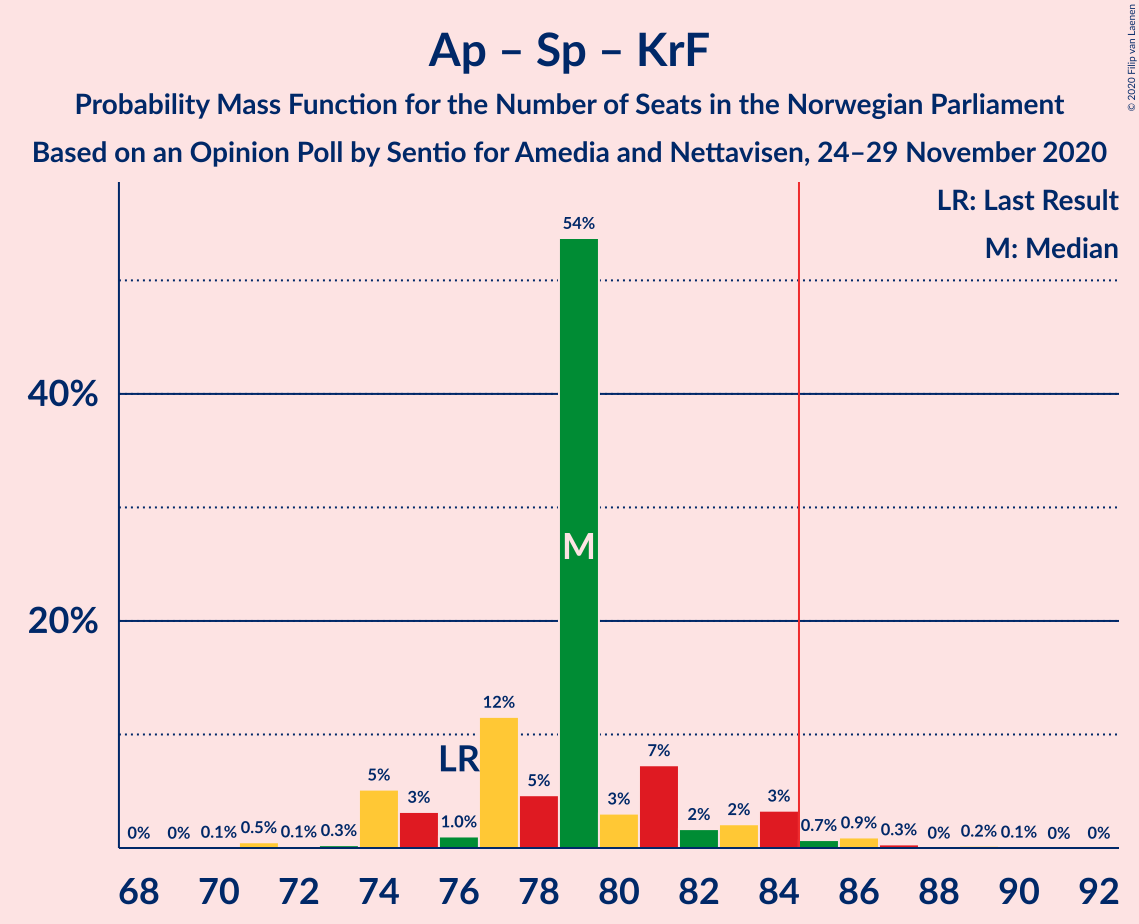 Ap – Sp – KrF
Probability Mass Function for the Number of Seats in the Norwegian Parliament
Based on an Opinion Poll by Sentio for Amedia and Nettavisen, 24–29 November 2020
© 2020 Filip van Laenen
LR: Last Result
M: Median
54%
40%
M
20%
12%
LR
7%
5%
5%
3%
3%
3%
2%
2%
1.0%
0% 0% 0.1% 0.5% 0.1% 0.3% 0.7% 0.9% 0.3% 0% 0.2% 0.1% 0% 0%
68 70 72 74 76 78 80 82 84 86 88 90 92